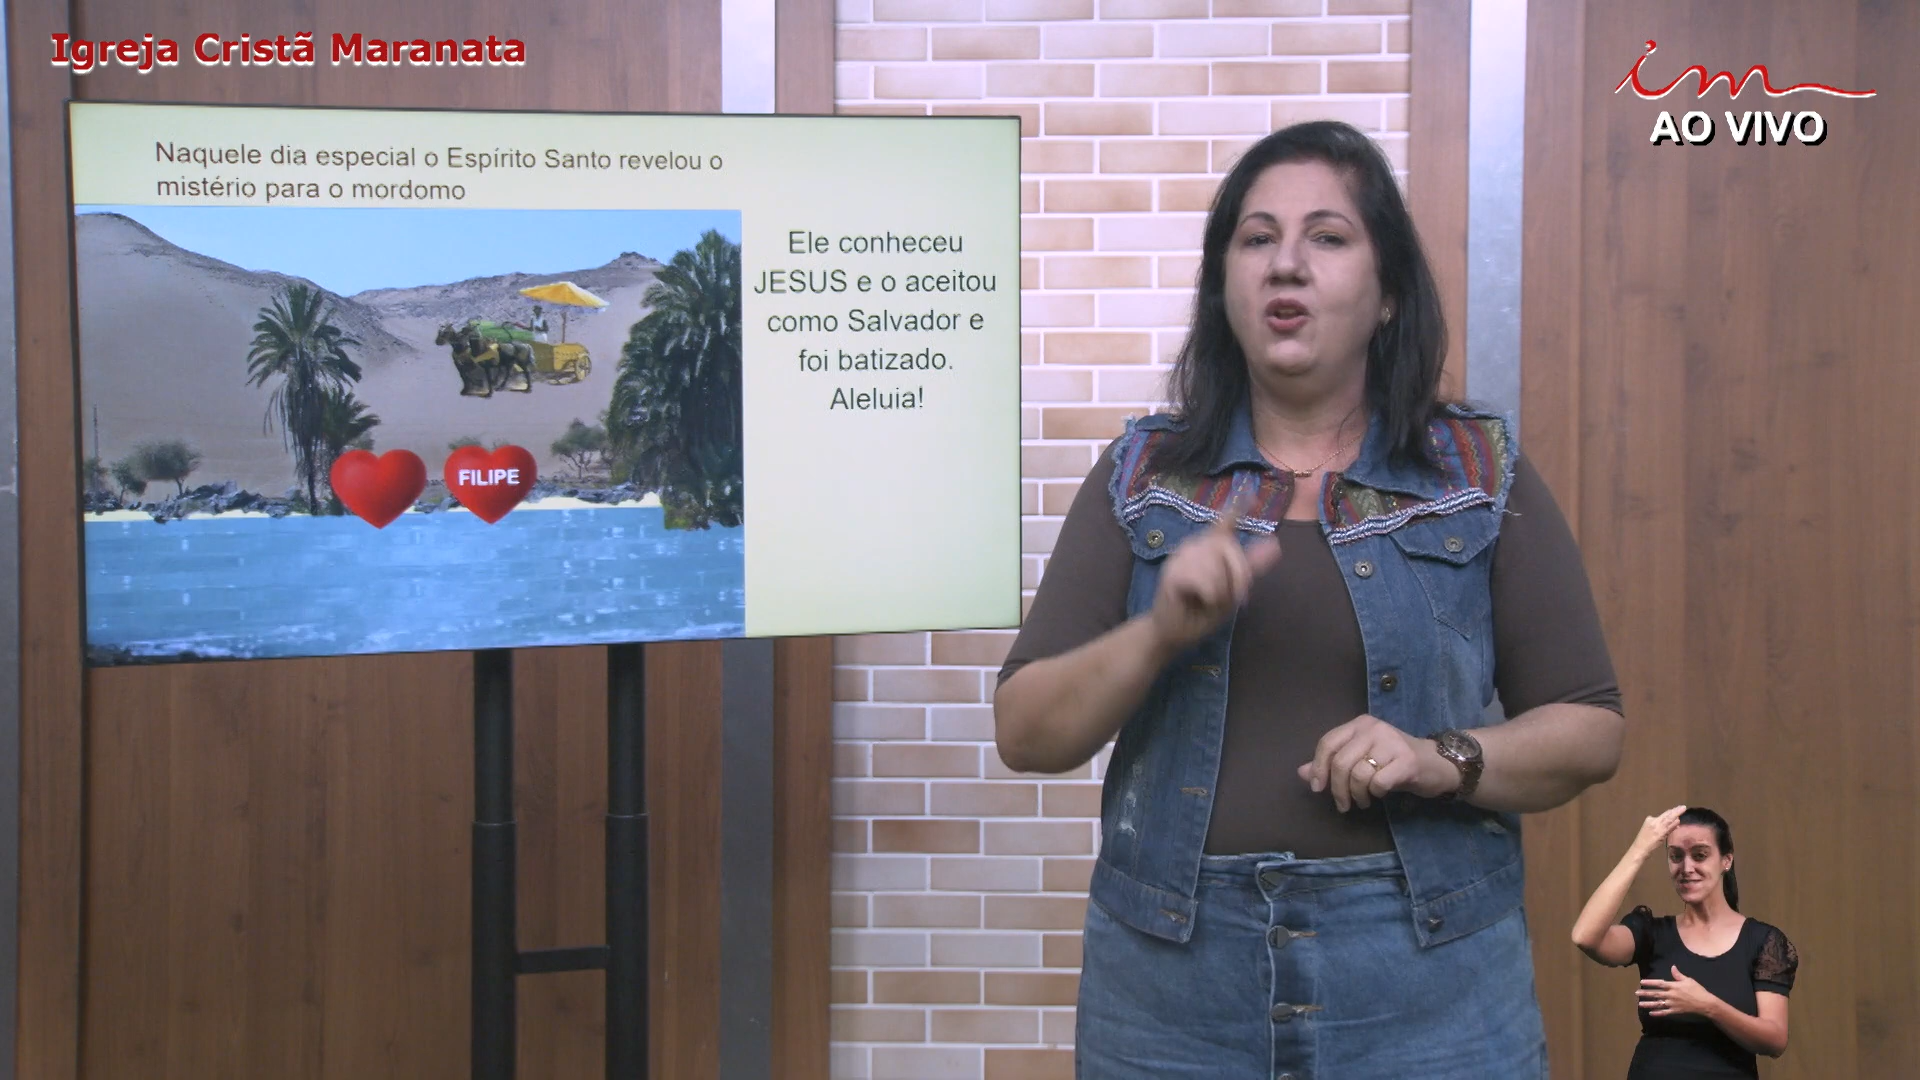 Igreja Cristã Maranata
im
AO VIVO
Naquele dia especial o Espírito Santo revelou o
mistério para o mordomo
Ele conheceu
JESUS e o aceitou
como Salvador e
foi batizado.
Aleluia!
FILIPE